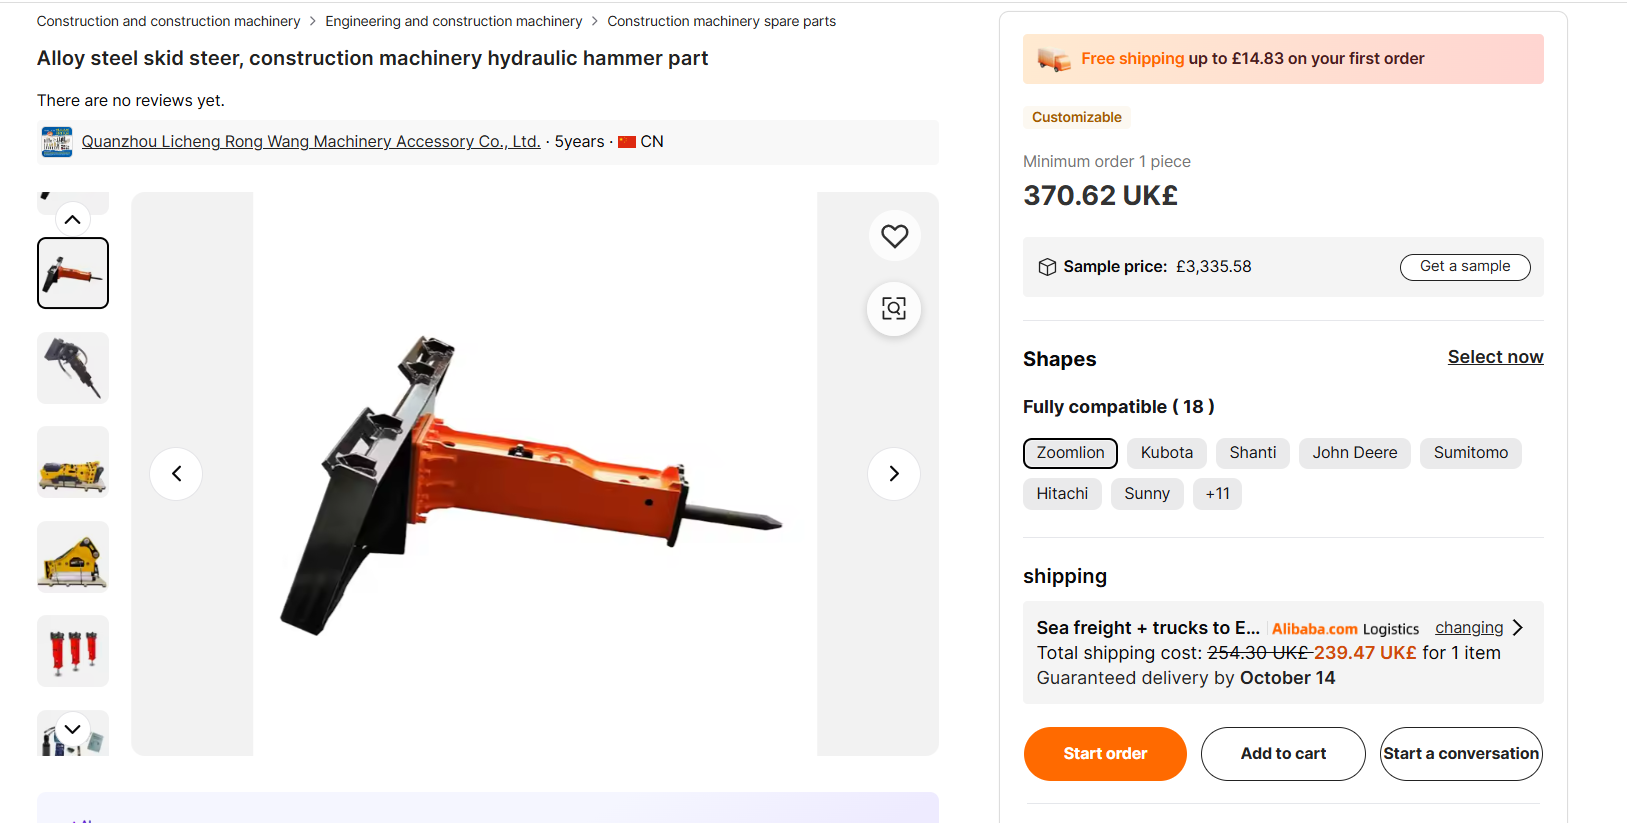 Construction and construction machinery > Engineering and construction machinery > Construction machinery spare parts
Alloy steel skid steer, construction machinery hydraulic hammer part
There are no reviews yet.
Quanzhou Licheng Rong Wang Machinery Accessory Co., Ltd. · 5years · CN
Free shipping up to £14.83 on your first order
Customizable
Minimum order 1 piece
370.62 UK£
Sample price: £3,335.58
Get a sample
Shapes
Select now
Fully compatible ( 18 )
Zoomlion Kubota Shanti John Deere Sumitomo
Hitachi Sunny +11
shipping
Sea freight + trucks to E... Alibaba.com Logistics changing
Total shipping cost: 254.30 UK£ 239.47 UK£ for 1 item
Guaranteed delivery by October 14
Start order Add to cart Start a conversation